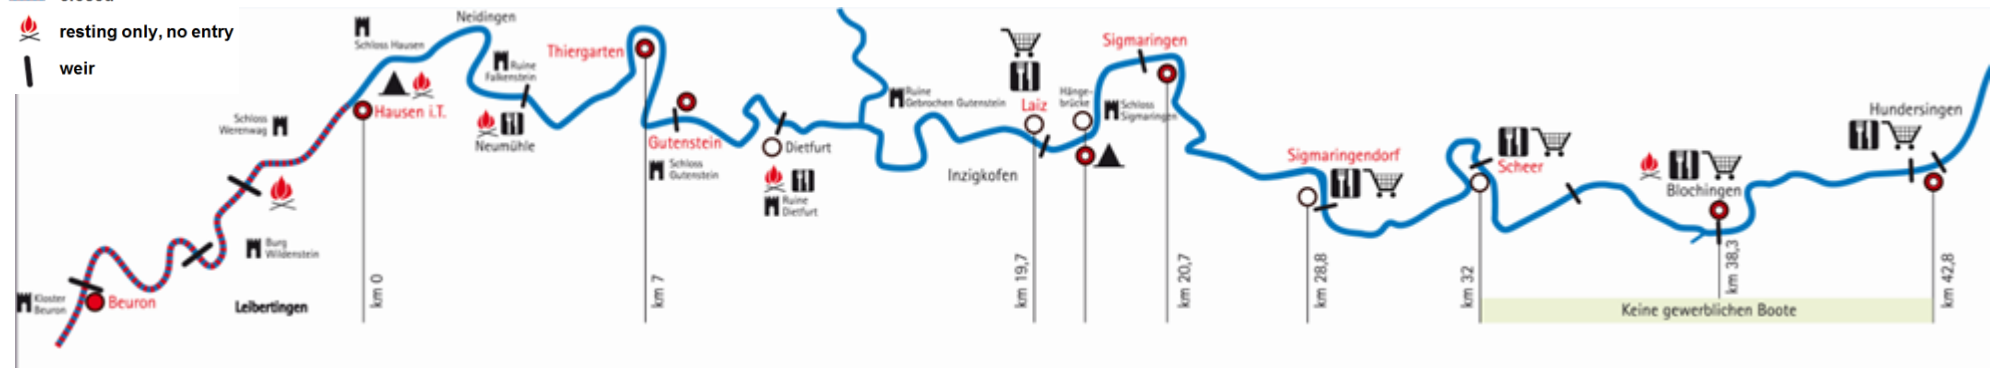 closed
resting only, no entry
weir
Neidingen
Schloss Hausen
Ruine
Falkenstein
Thiergarten
Hausen i.T.
Neumühle
Schloss
Werenwag
Burg
Wildenstein
Kloster
Beuron
Beuron
Leibertingen
km 0
Gutenstein
Schloss
Gutenstein
km 7
Dietfurt
Ruine
Dietfurt
Ruine
Gebrochen Gutenstein
Inzigkofen
Laiz
Hänge-
brücke
km 19,7
Sigmaringen
Schloss
Sigmaringen
km 20,7
Sigmaringendorf
km 28,8
Scheer
km 32
Blochingen
km 38,3
Hundersingen
km 42,8
Keine gewerblichen Boote